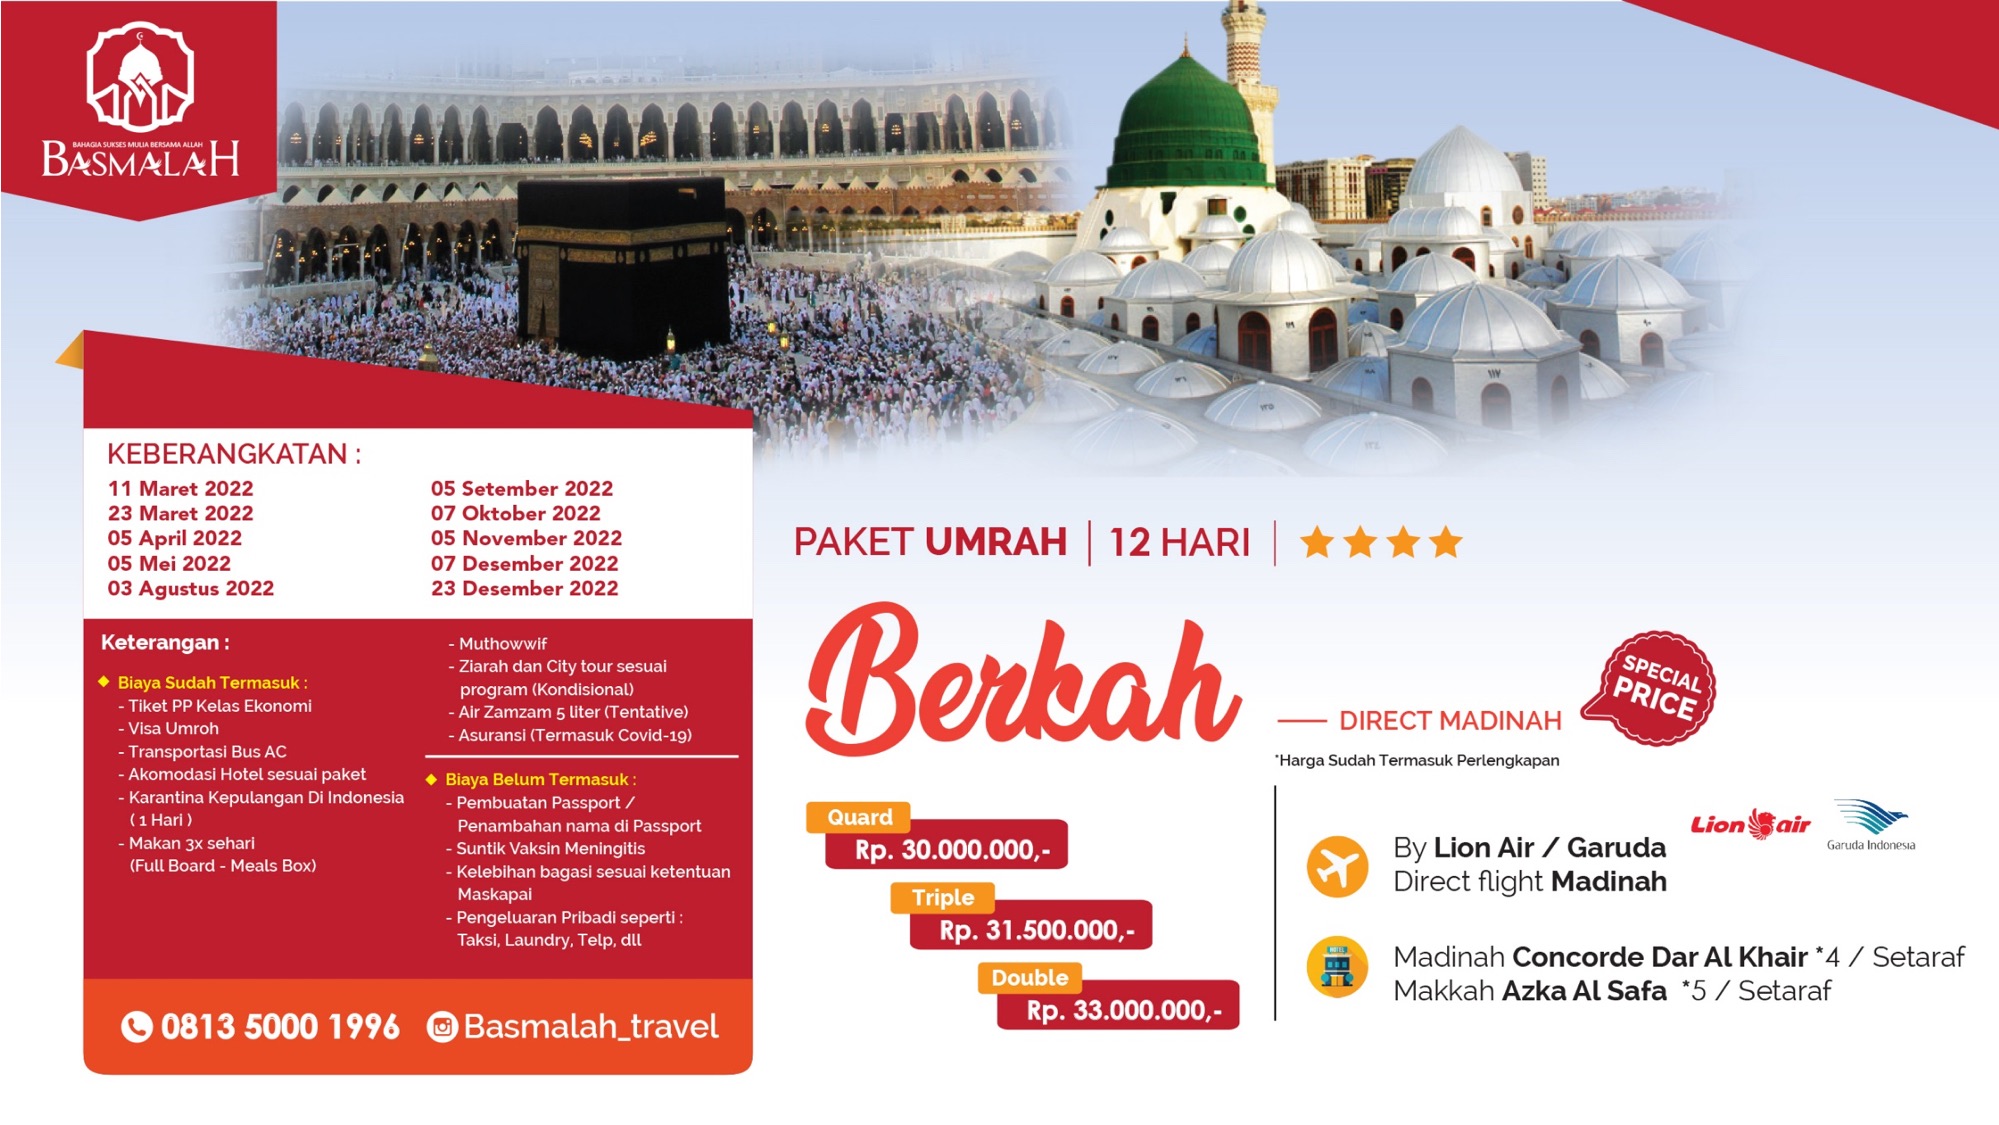 BAHAGIA SUKSES MULIA BERSAMA ALLAH
BASMALAH
KEBERANGKATAN :
11 Maret 2022
23 Maret 2022
05 April 2022
05 Mei 2022
03 Agustus 2022
05 Setember 2022
07 Oktober 2022
05 November 2022
07 Desember 2022
23 Desember 2022
Keterangan :
Biaya Sudah Termasuk :
- Tiket PP Kelas Ekonomi
- Visa Umroh
- Transportasi Bus AC
- Akomodasi Hotel sesuai paket
- Karantina Kepulangan Di Indonesia
( 1 Hari )
- Makan 3x sehari
(Full Board - Meals Box)
- Muthowwif
- Ziarah dan City tour sesuai
program (Kondisional)
- Air Zamzam 5 liter (Tentative)
- Asuransi (Termasuk Covid-19)
Biaya Belum Termasuk :
- Pembuatan Passport /
Penambahan nama di Passport
- Suntik Vaksin Meningitis
- Kelebihan bagasi sesuai ketentuan
Maskapai
- Pengeluaran Pribadi seperti :
Taksi, Laundry, Telp, dll
0813 5000 1996
Basmalah_travel
PAKET UMRAH | 12 HARI |
Berkah
DIRECT MADINAH
SPECIAL
PRICE
*Harga Sudah Termasuk Perlengkapan
Quard
Rp. 30.000.000,-
Triple
Rp. 31.500.000,-
Double
Rp. 33.000.000,-
Lion air
Garuda Indonesia
By Lion Air / Garuda
Direct flight Madinah
HOTEL
Madinah Concorde Dar Al Khair *4 / Setaraf
Makkah Azka Al Safa *5 / Setaraf